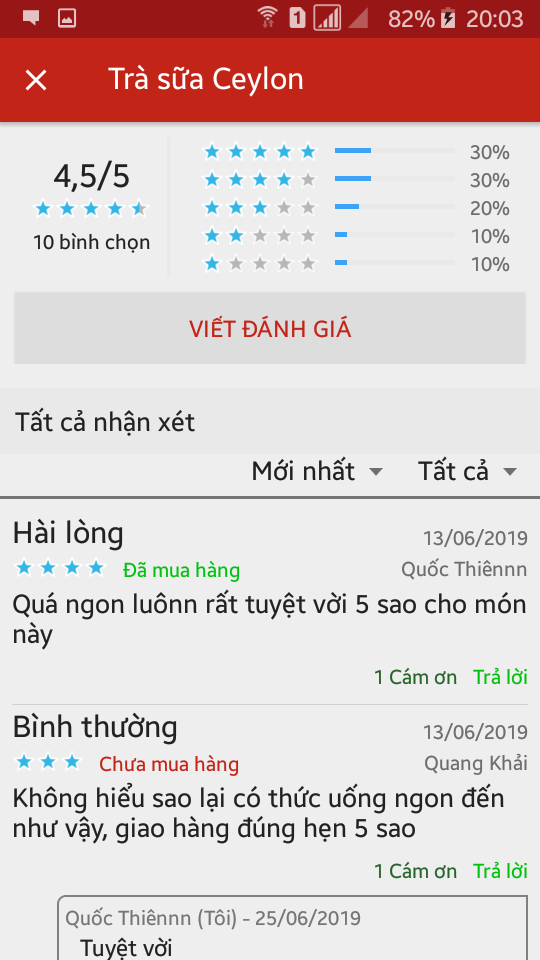 82% 20:03
Trà sữa Ceylon
4,5/5
10 bình chọn
30%
30%
20%
10%
10%
VIẾT ĐÁNH GIÁ
Tất cả nhận xét
Mới nhất Tất cả
Hài lòng 13/06/2019
Đã mua hàng Quốc Thiênnn
Quá ngon luônn rất tuyệt vời 5 sao cho món
này
1 Cám ơn Trả lời
Bình thường 13/06/2019
Chưa mua hàng Quang Khải
Không hiểu sao lại có thức uống ngon đến
như vậy, giao hàng đúng hẹn 5 sao
1 Cám ơn Trả lời
Quốc Thiênnn (Tôi) - 25/06/2019
Tuyệt vời